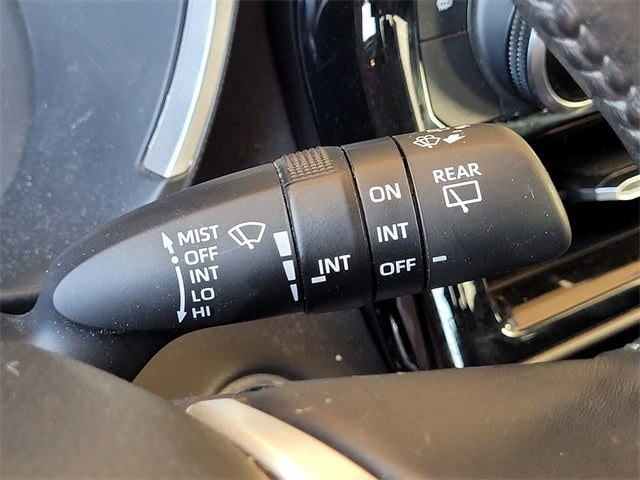 MIST
OFF
INT
LO
HI
INT
ON
INT
OFF
REAR